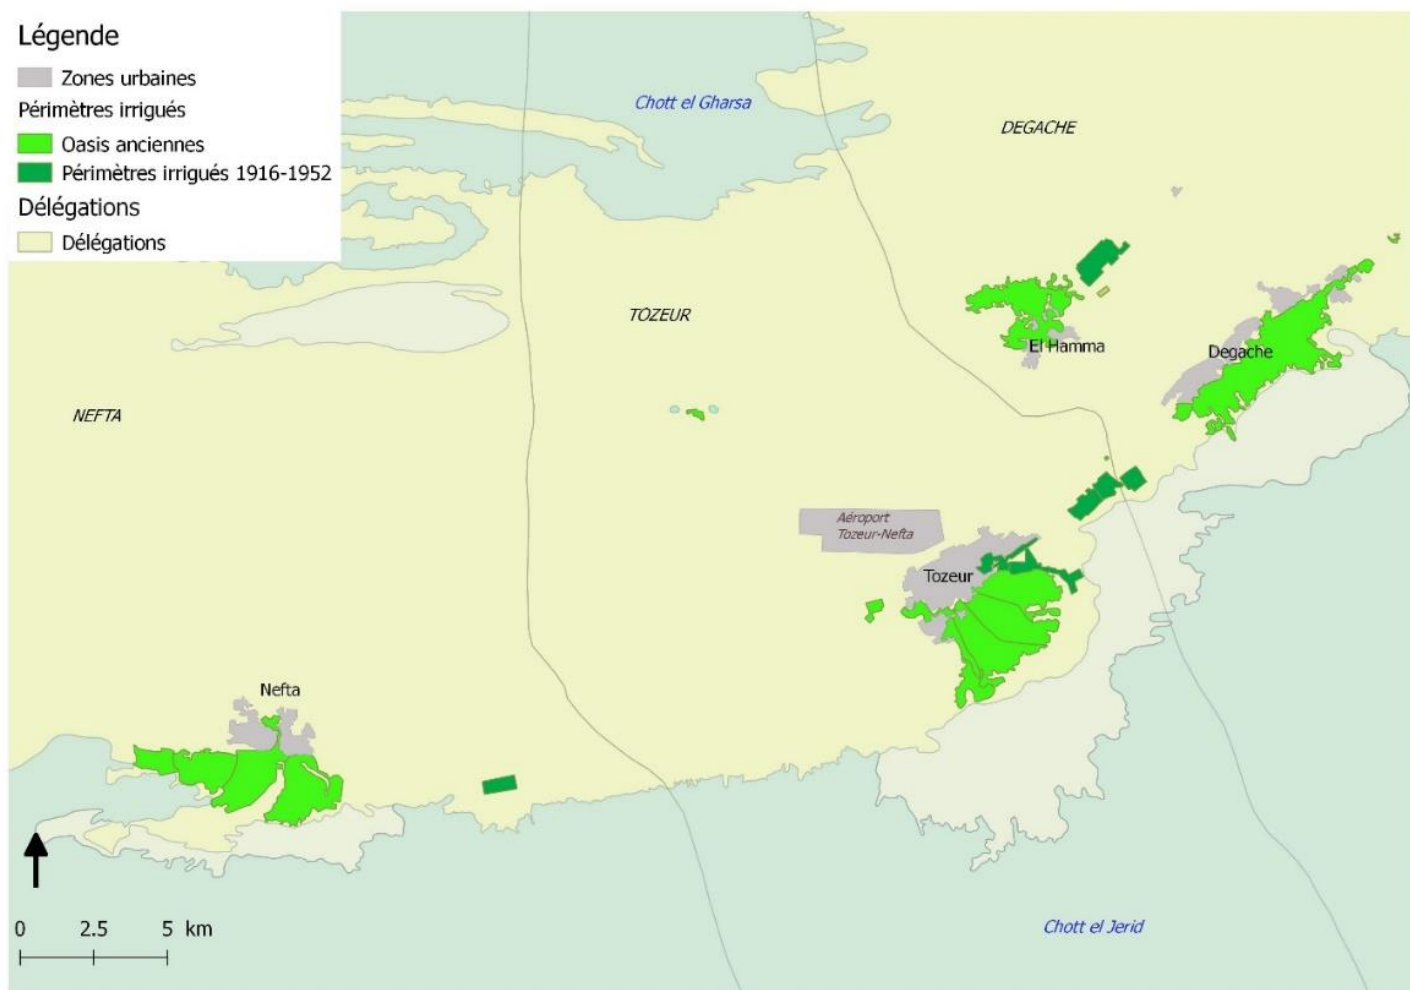 Légende
Zones urbaines
Périmètres irrigués
Oasis anciennes
Périmètres irrigués 1916-1952
Délégations
Délégations
Chott el Gharsa
DEGACHE
TOZEUR
El Hamma
Degache
NEFTA
Aéroport
Tozeur-Nefta
Tozeur
Nefta
0 2.5 5 km
Chott el Jerid